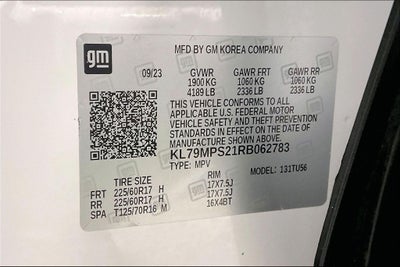 gm
MFD BY GM KOREA COMPANY
09/23 GVWR GAWR FRT GAWR RR
1900 KG 1060 KG 1060 KG
4189 LB 2336 LB 2336 LB
THIS VEHICLE CONFORMS TO ALL
APPLICABLE U.S. FEDERAL MOTOR
VEHICLE SAFETY AND THEFT PREVENTION
STANDARDS IN EFFECT ON THE DATE OF
MANUFACTURE SHOWN ABOVE.
KL79MPS21RB062783
TYPE: MPV MODEL: 131TU56
TIRE SIZE RIM
FRT 225/60R17 H 17X7.5J
RR 225/60R17 H 17X7.5J
SPA T125/70R16 M 16X4BT